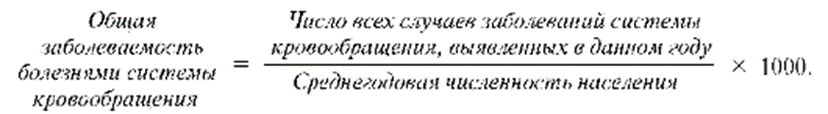 Общая
заболеваемость
болезнями системы
кровообращения
=
Число всех случаев заболеваний системы
кровообращения, выявленных в данном году
Среднегодовая численность населения
× 1000.